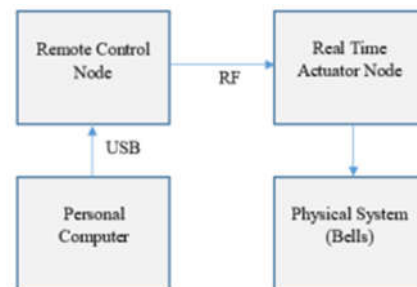 Remote Control
Node
Real Time
Actuator Node
RF
USB
Personal
Computer
Physical System
(Bells)